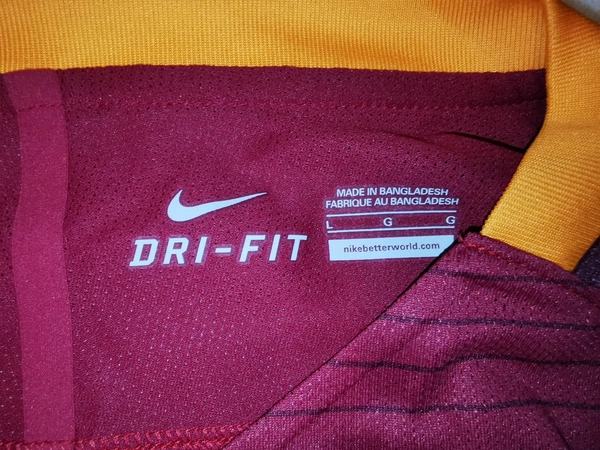 DRI-FIT
MADE IN BANGLADESH
FABRIQUE AU BANGLADESH
L G G
nikebetterworld.com